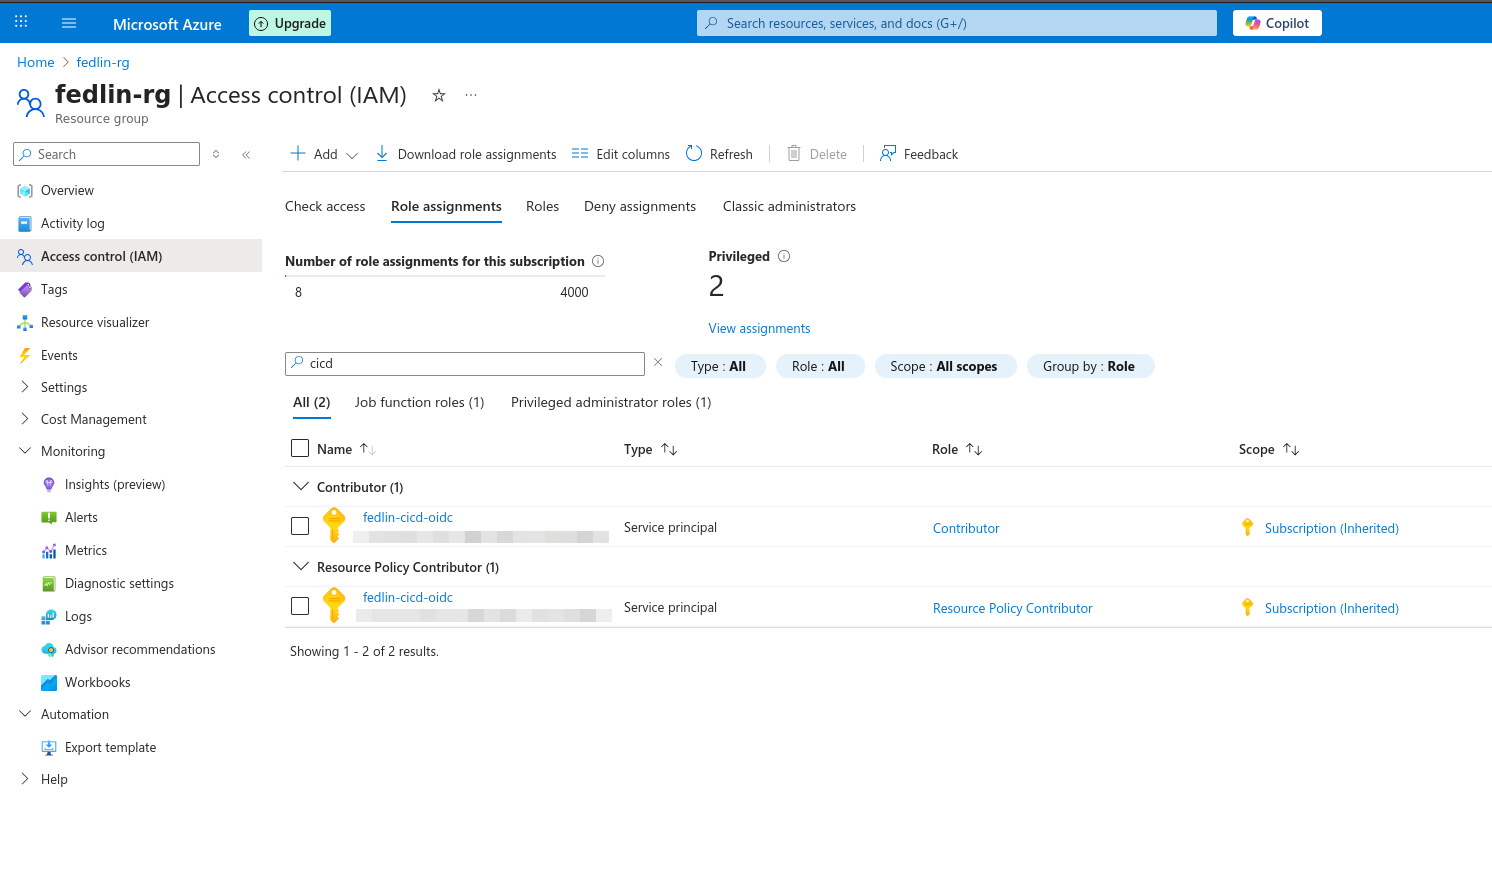 Microsoft Azure
Upgrade
Search resources, services, and docs (G+/)
Copilot
Home > fedlin-rg
fedlin-rg | Access control (IAM)
Resource group
Search
Overview
Activity log
Access control (IAM)
Tags
Resource visualizer
Events
Settings
Cost Management
Monitoring
Insights (preview)
Alerts
Metrics
Diagnostic settings
Logs
Advisor recommendations
Workbooks
Automation
Export template
Help
Add
Download role assignments
Edit columns
Refresh
Delete
Feedback
Check access Role assignments Roles Deny assignments Classic administrators
Number of role assignments for this subscription
8 4000
Privileged
2
View assignments
cicd
Type : All
Role : All
Scope : All scopes
Group by : Role
All (2) Job function roles (1) Privileged administrator roles (1)
Name Type Role Scope
Contributor (1)
fedlin-cicd-oidc Service principal Contributor Subscription (Inherited)
Resource Policy Contributor (1)
fedlin-cicd-oidc Service principal Resource Policy Contributor Subscription (Inherited)
Showing 1 - 2 of 2 results.